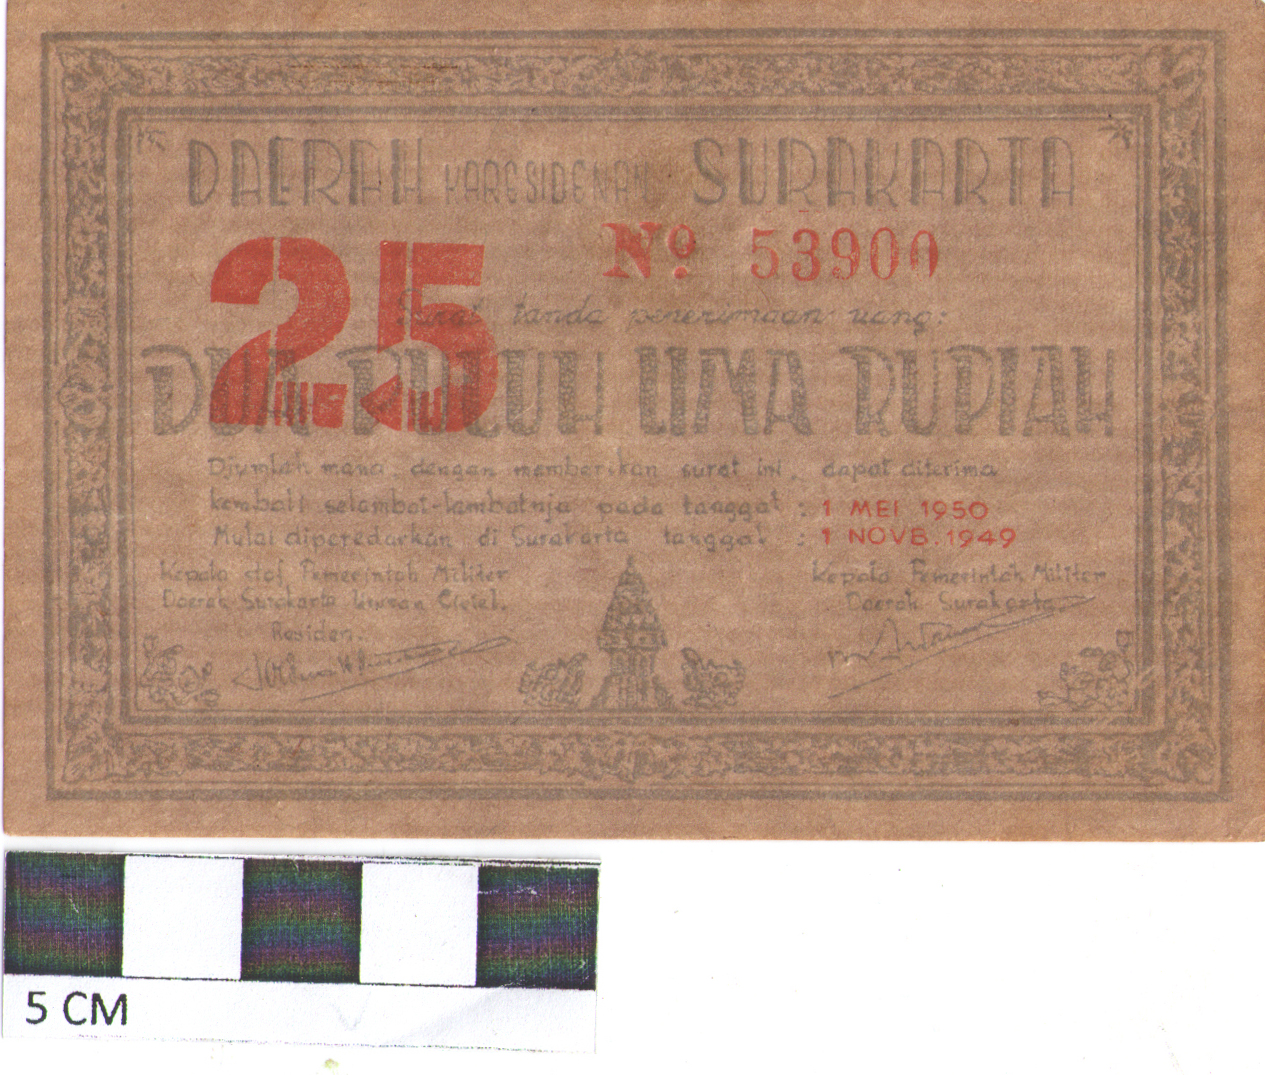 DAERAH KARESIDENAN SURAKARTA
25
No 53900
Surat tanda penerimaan uang:
DUA PULUH LIMA RUPIAH
Djumlah mana, dengan memberikan surat ini, dapat diterima
kembali selambat-lambatnja pada tanggal : 1 MEI 1950
Mulai diperedarkan di Surakarta tanggal : 1 NOVB. 1949
Kepala Staf Pemerintah Militer
Daerah Surakarta Urusan Civiel.
Residen.
Kepala Pemerintah Militer
Daerah Surakarta.
5 CM